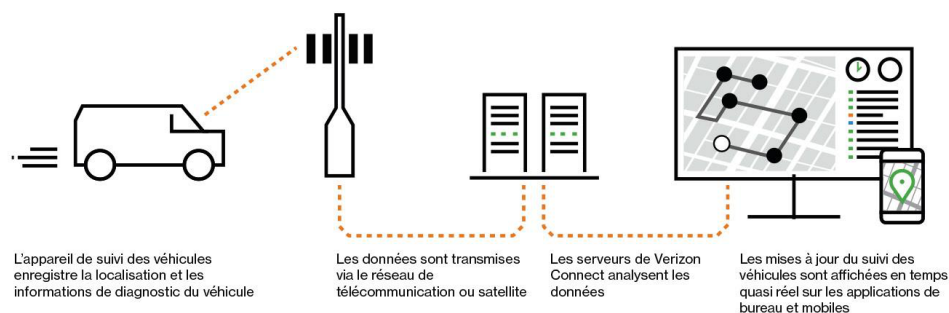 L'appareil de suivi des véhicules
enregistre la localisation et les
informations de diagnostic du véhicule
Les données sont transmises
via le réseau de
télécommunication ou satellite
Les serveurs de Verizon
Connect analysent les
données
Les mises à jour du suivi des
véhicules sont affichées en temps
quasi réel sur les applications de
bureau et mobiles